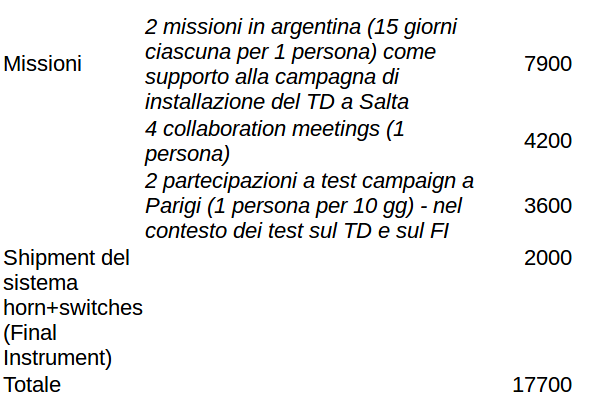 2 missioni in argentina (15 giorni
ciascuna per 1 persona) come
Missioni supporto alla campagna di 7900
installazione del TD a Salta
4 collaboration meetings (1 4200
persona)
2 partecipazioni a test campaign a
Parigi (1 persona per 10 gg) - nel 3600
contesto dei test sul TD e sul FI
Shipment del 2000
sistema
horn+switches
(Final
Instrument)
Totale 17700